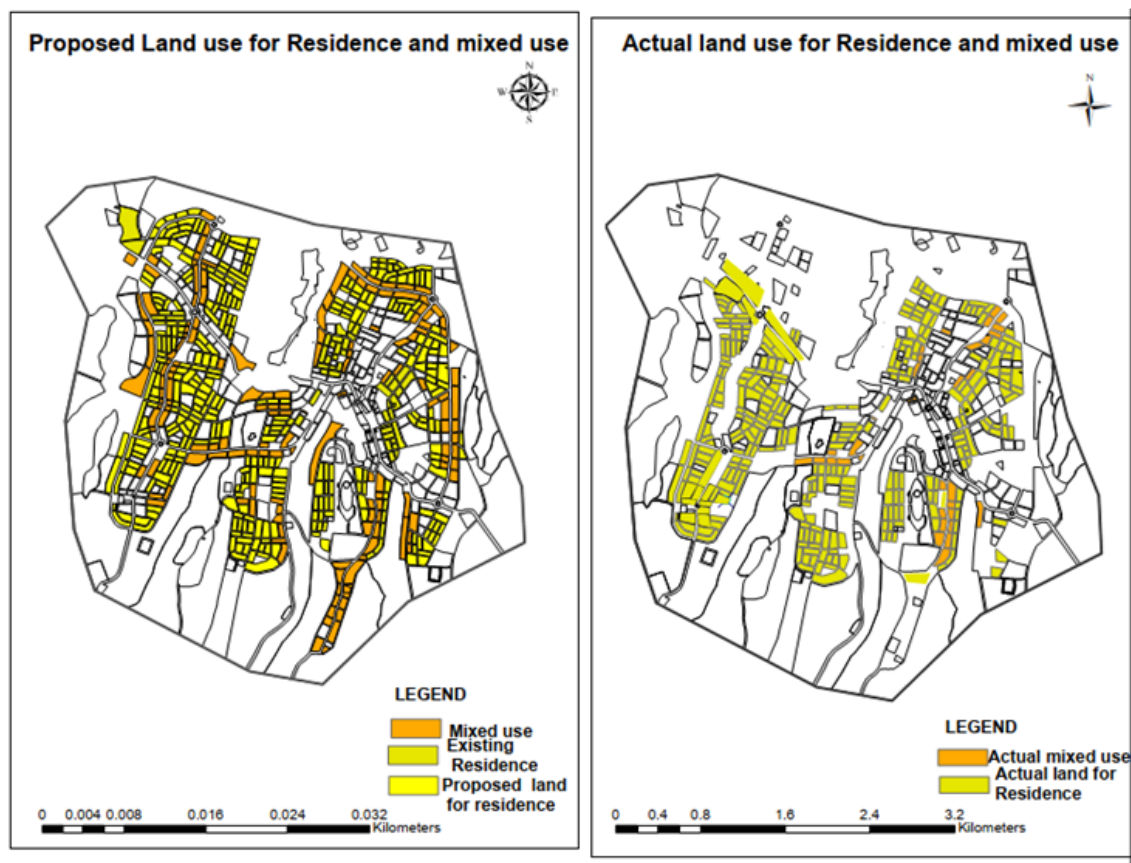 Proposed Land use for Residence and mixed use
N
W
E
S
LEGEND
Mixed use
Existing
Residence
Proposed land
for residence
0 0.004 0.008 0.016 0.024 0.032
Kilometers
Actual land use for Residence and mixed use
N
LEGEND
Actual mixed use
Actual land for
Residence
0 0.4 0.8 1.6 2.4 3.2
Kilometers